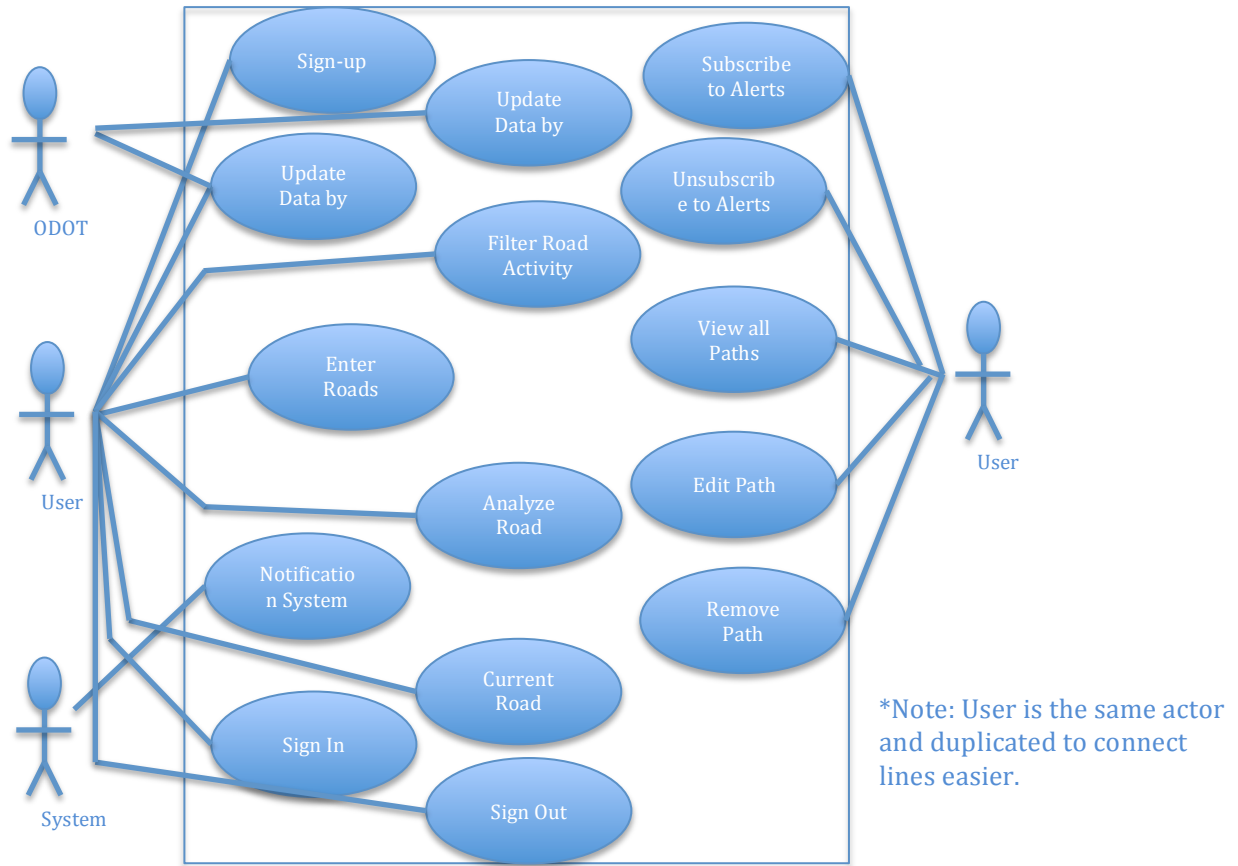 Sign-up
Subscribe
to Alerts
Update
Data by
Update
Data by
Unsubscrib
e to Alerts
ODOT
Filter Road
Activity
View all
Paths
Enter
Roads
User
User
Edit Path
Analyze
Road
Notificatio
n System
Remove
Path
Current
Road
Sign In
Sign Out
System
*Note: User is the same actor
and duplicated to connect
lines easier.